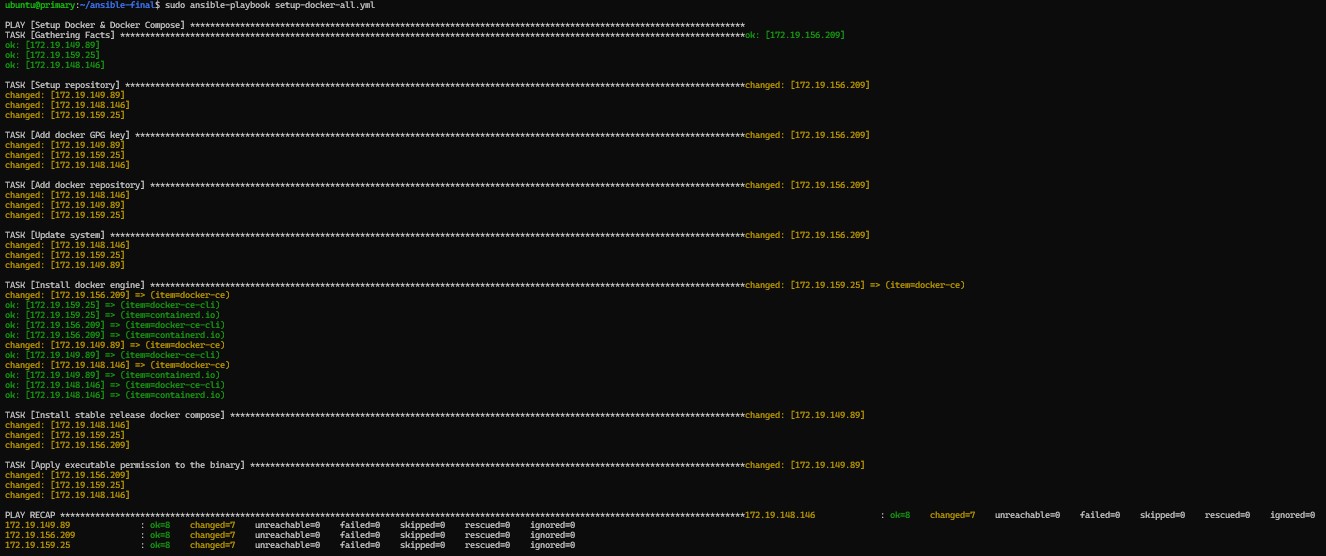 ubuntu@primary:~/ansible-final$ sudo ansible-playbook setup-docker-all.yml
PLAY [Setup Docker & Docker Compose] ***************************************************************************************************************
TASK [Gathering Facts] *****************************************************************************************************************************ok: [172.19.156.209]
ok: [172.19.149.89]
ok: [172.19.159.25]
ok: [172.19.148.146]
TASK [Setup repository] ****************************************************************************************************************************changed: [172.19.156.209]
changed: [172.19.149.89]
changed: [172.19.148.146]
changed: [172.19.159.25]
TASK [Add docker GPG key] **************************************************************************************************************************changed: [172.19.156.209]
changed: [172.19.149.89]
changed: [172.19.159.25]
changed: [172.19.148.146]
TASK [Add docker repository] ***********************************************************************************************************************changed: [172.19.156.209]
changed: [172.19.148.146]
changed: [172.19.149.89]
changed: [172.19.159.25]
TASK [Update system] *******************************************************************************************************************************changed: [172.19.156.209]
changed: [172.19.148.146]
changed: [172.19.159.25]
changed: [172.19.149.89]
TASK [Install docker engine] ***********************************************************************************************************************changed: [172.19.159.25] => (item=docker-ce)
changed: [172.19.156.209] => (item=docker-ce)
ok: [172.19.159.25] => (item=docker-ce-cli)
ok: [172.19.159.25] => (item=containerd.io)
ok: [172.19.156.209] => (item=docker-ce-cli)
ok: [172.19.156.209] => (item=containerd.io)
changed: [172.19.149.89] => (item=docker-ce)
ok: [172.19.149.89] => (item=docker-ce-cli)
changed: [172.19.148.146] => (item=docker-ce)
ok: [172.19.149.89] => (item=containerd.io)
ok: [172.19.148.146] => (item=docker-ce-cli)
ok: [172.19.148.146] => (item=containerd.io)
TASK [Install stable release docker compose] *******************************************************************************************************changed: [172.19.149.89]
changed: [172.19.148.146]
changed: [172.19.159.25]
changed: [172.19.156.209]
TASK [Apply executable permission to the binary] ***************************************************************************************************changed: [172.19.149.89]
changed: [172.19.156.209]
changed: [172.19.159.25]
changed: [172.19.148.146]
PLAY RECAP *****************************************************************************************************************************************172.19.148.146             : ok=8    changed=7    unreachable=0    failed=0    skipped=0    rescued=0    ignored=0
172.19.149.89              : ok=8    changed=7    unreachable=0    failed=0    skipped=0    rescued=0    ignored=0
172.19.156.209             : ok=8    changed=7    unreachable=0    failed=0    skipped=0    rescued=0    ignored=0
172.19.159.25              : ok=8    changed=7    unreachable=0    failed=0    skipped=0    rescued=0    ignored=0